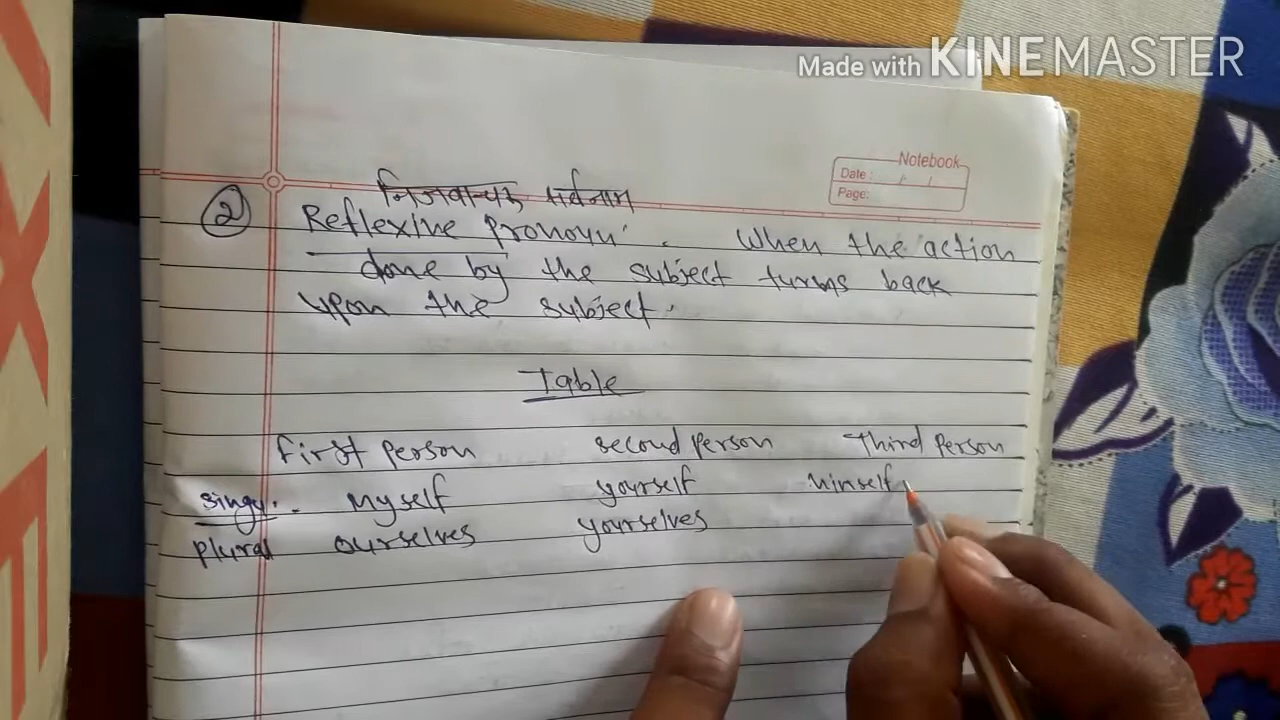 Made with KINEMASTER
Notebook
Date : / /
Page:
निजवाचक सर्वनाम
2 Reflexive pronoun . When the action
done by the subject turns back
upon the subject.
Table
first person second person Third person
Singu. . Myself yourself hinself
plural ourselves yourselves